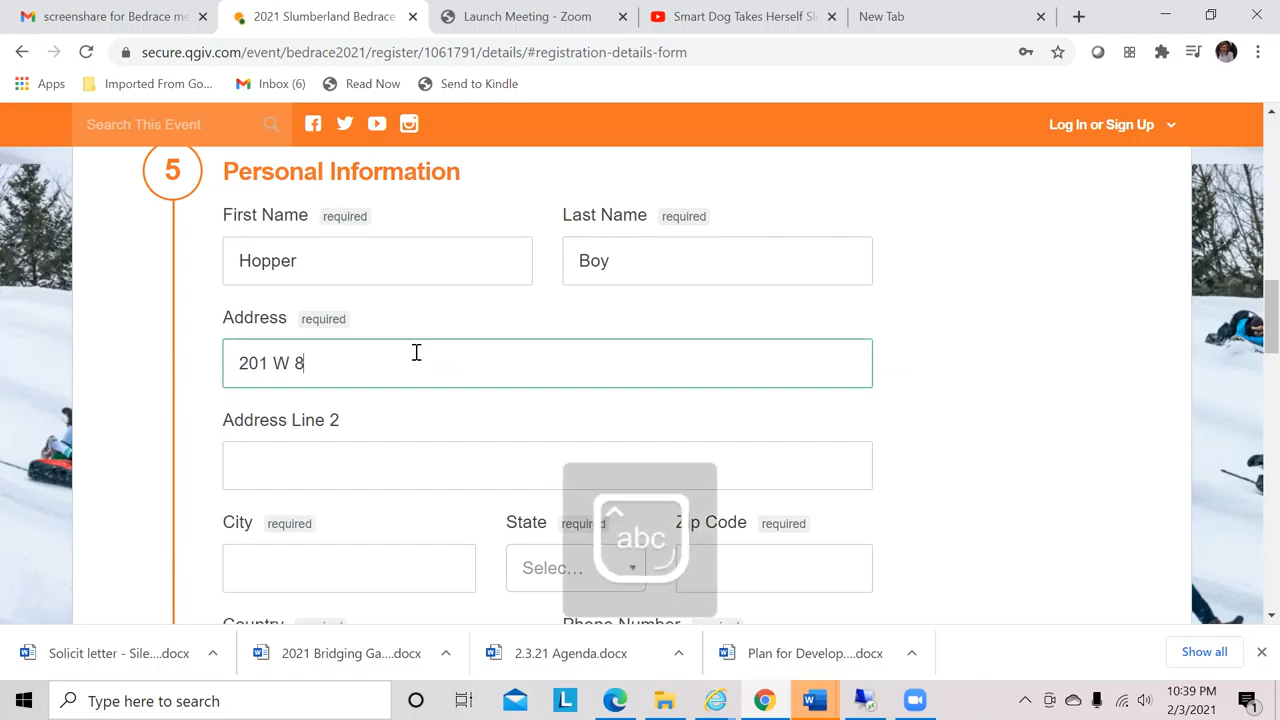 screenshare for Bedrace me
2021 Slumberland Bedrace
Launch Meeting - Zoom
Smart Dog Takes Herself Sl
New Tab
secure.qgiv.com/event/bedrace2021/register/1061791/details/#registration-details-form
Apps
Imported From Go...
Inbox (6)
Read Now
Send to Kindle
Search This Event
Log In or Sign Up
5
Personal Information
First Name required
Last Name required
Hopper
Boy
Address required
201 W 8
Address Line 2
City required
State required
Zip Code required
Selec...
abc
Country
Phone Number
Solicit letter - Sile....docx
2021 Bridging Ga....docx
2.3.21 Agenda.docx
Plan for Develop....docx
Show all
Type here to search
10:39 PM
2/3/2021
1